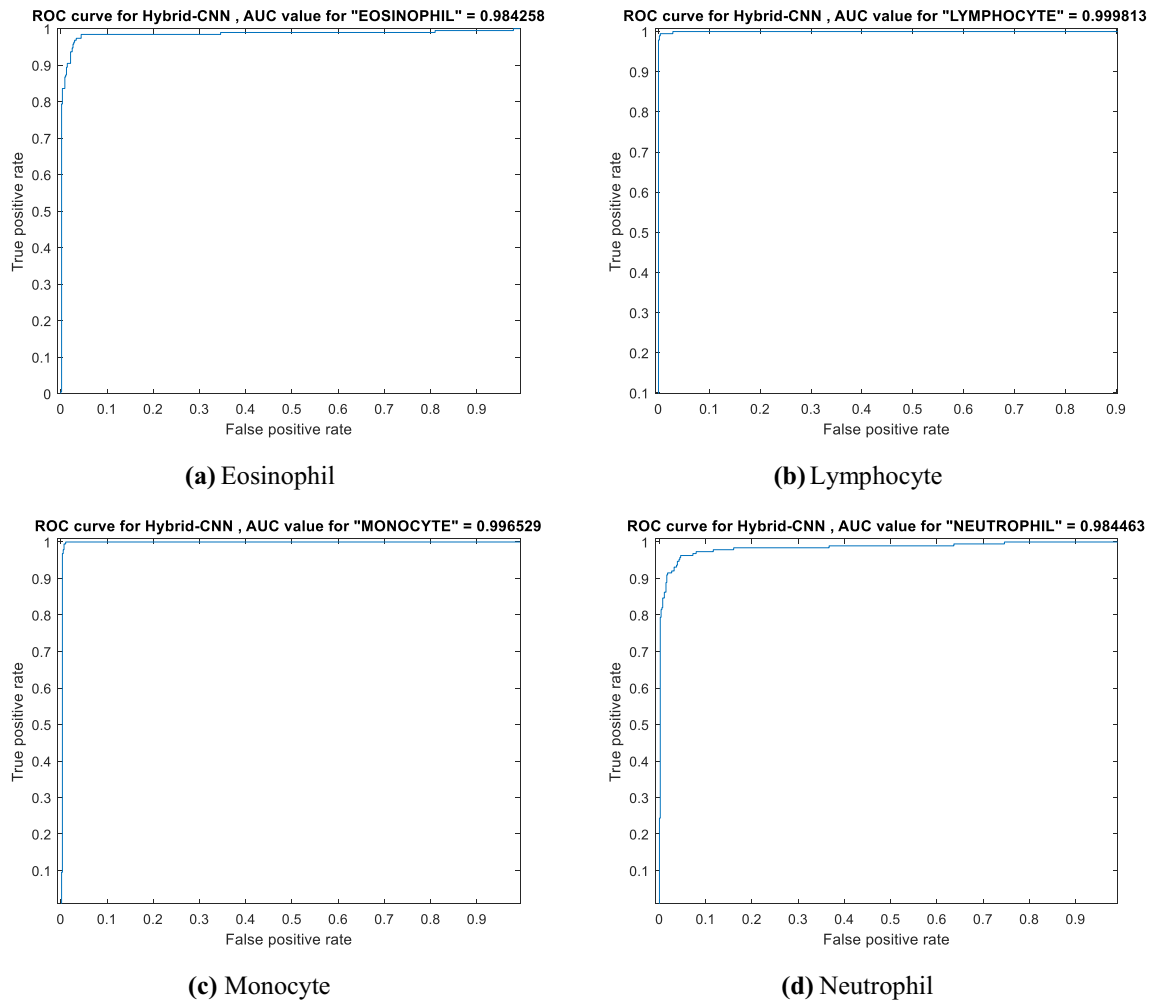 ROC curve for Hybrid-CNN , AUC value for "EOSINOPHIL" = 0.984258
1
0.9
0.8
0.7
0.6
0.5
0.4
0.3
0.2
0.1
0
True positive rate
0 0.1 0.2 0.3 0.4 0.5 0.6 0.7 0.8 0.9
False positive rate
(a) Eosinophil
ROC curve for Hybrid-CNN , AUC value for "LYMPHOCYTE" = 0.999813
1
0.9
0.8
0.7
0.6
0.5
0.4
0.3
0.2
0.1
True positive rate
0 0.1 0.2 0.3 0.4 0.5 0.6 0.7 0.8 0.9
False positive rate
(b) Lymphocyte
ROC curve for Hybrid-CNN , AUC value for "MONOCYTE" = 0.996529
1
0.9
0.8
0.7
0.6
0.5
0.4
0.3
0.2
0.1
True positive rate
0 0.1 0.2 0.3 0.4 0.5 0.6 0.7 0.8 0.9
False positive rate
(c) Monocyte
ROC curve for Hybrid-CNN , AUC value for "NEUTROPHIL" = 0.984463
1
0.9
0.8
0.7
0.6
0.5
0.4
0.3
0.2
0.1
True positive rate
0 0.1 0.2 0.3 0.4 0.5 0.6 0.7 0.8 0.9
False positive rate
(d) Neutrophil